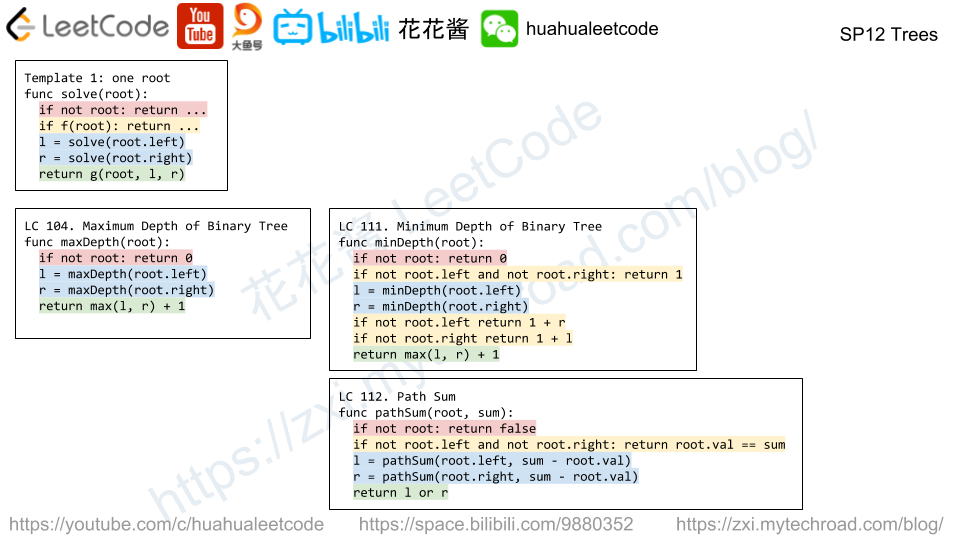 LeetCode You Tube 大鱼号 bilibili 花花酱 huahualeetcode
SP12 Trees
Template 1: one root
func solve(root):
  if not root: return ...
  if f(root): return ...
  l = solve(root.left)
  r = solve(root.right)
  return g(root, l, r)
LC 104. Maximum Depth of Binary Tree
func maxDepth(root):
  if not root: return 0
  l = maxDepth(root.left)
  r = maxDepth(root.right)
  return max(l, r) + 1
LC 111. Minimum Depth of Binary Tree
func minDepth(root):
  if not root: return 0
  if not root.left and not root.right: return 1
  l = minDepth(root.left)
  r = minDepth(root.right)
  if not root.left return 1 + r
  if not root.right return 1 + l
  return max(l, r) + 1
LC 112. Path Sum
func pathSum(root, sum):
  if not root: return false
  if not root.left and not root.right: return root.val == sum
  l = pathSum(root.left, sum - root.val)
  r = pathSum(root.right, sum - root.val)
  return l or r
花花酱 LeetCode
https://zxi.mytechroad.com/blog/
https://youtube.com/c/huahualeetcode https://space.bilibili.com/9880352 https://zxi.mytechroad.com/blog/